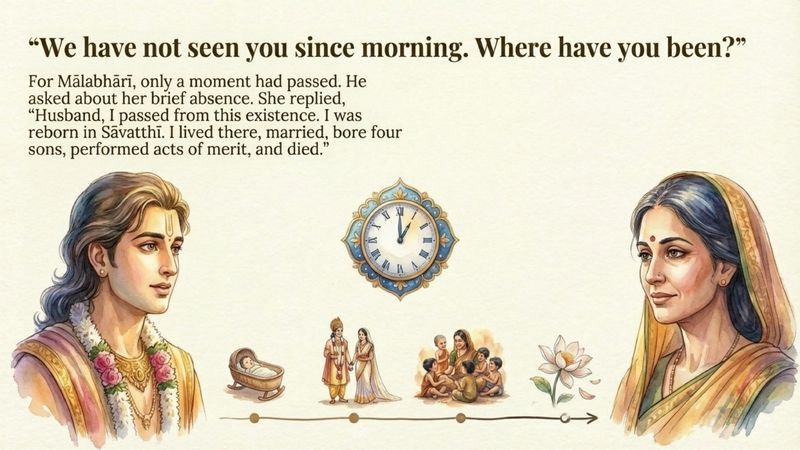 “We have not seen you since morning. Where have you been?”
For Mālabhārī, only a moment had passed. He
asked about her brief absence. She replied,
“Husband, I passed from this existence. I was
reborn in Sāvatthī. I lived there, married, bore four
sons, performed acts of merit, and died.”